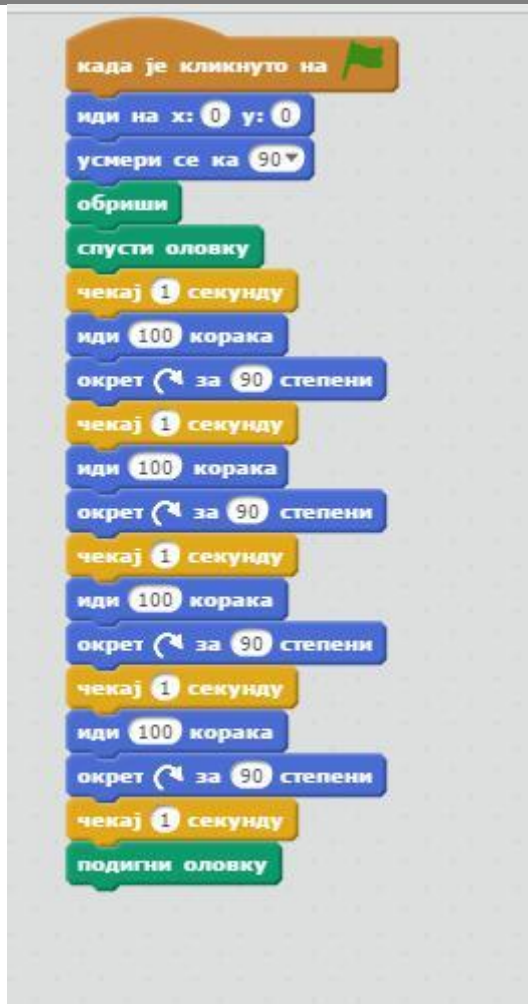 када је кликнуто на
иди на x: 0 y: 0
усмери се ка 90
обриши
спусти оловку
чекај 1 секунду
иди 100 корака
окрет за 90 степени
чекај 1 секунду
иди 100 корака
окрет за 90 степени
чекај 1 секунду
иди 100 корака
окрет за 90 степени
чекај 1 секунду
иди 100 корака
окрет за 90 степени
чекај 1 секунду
подигни оловку